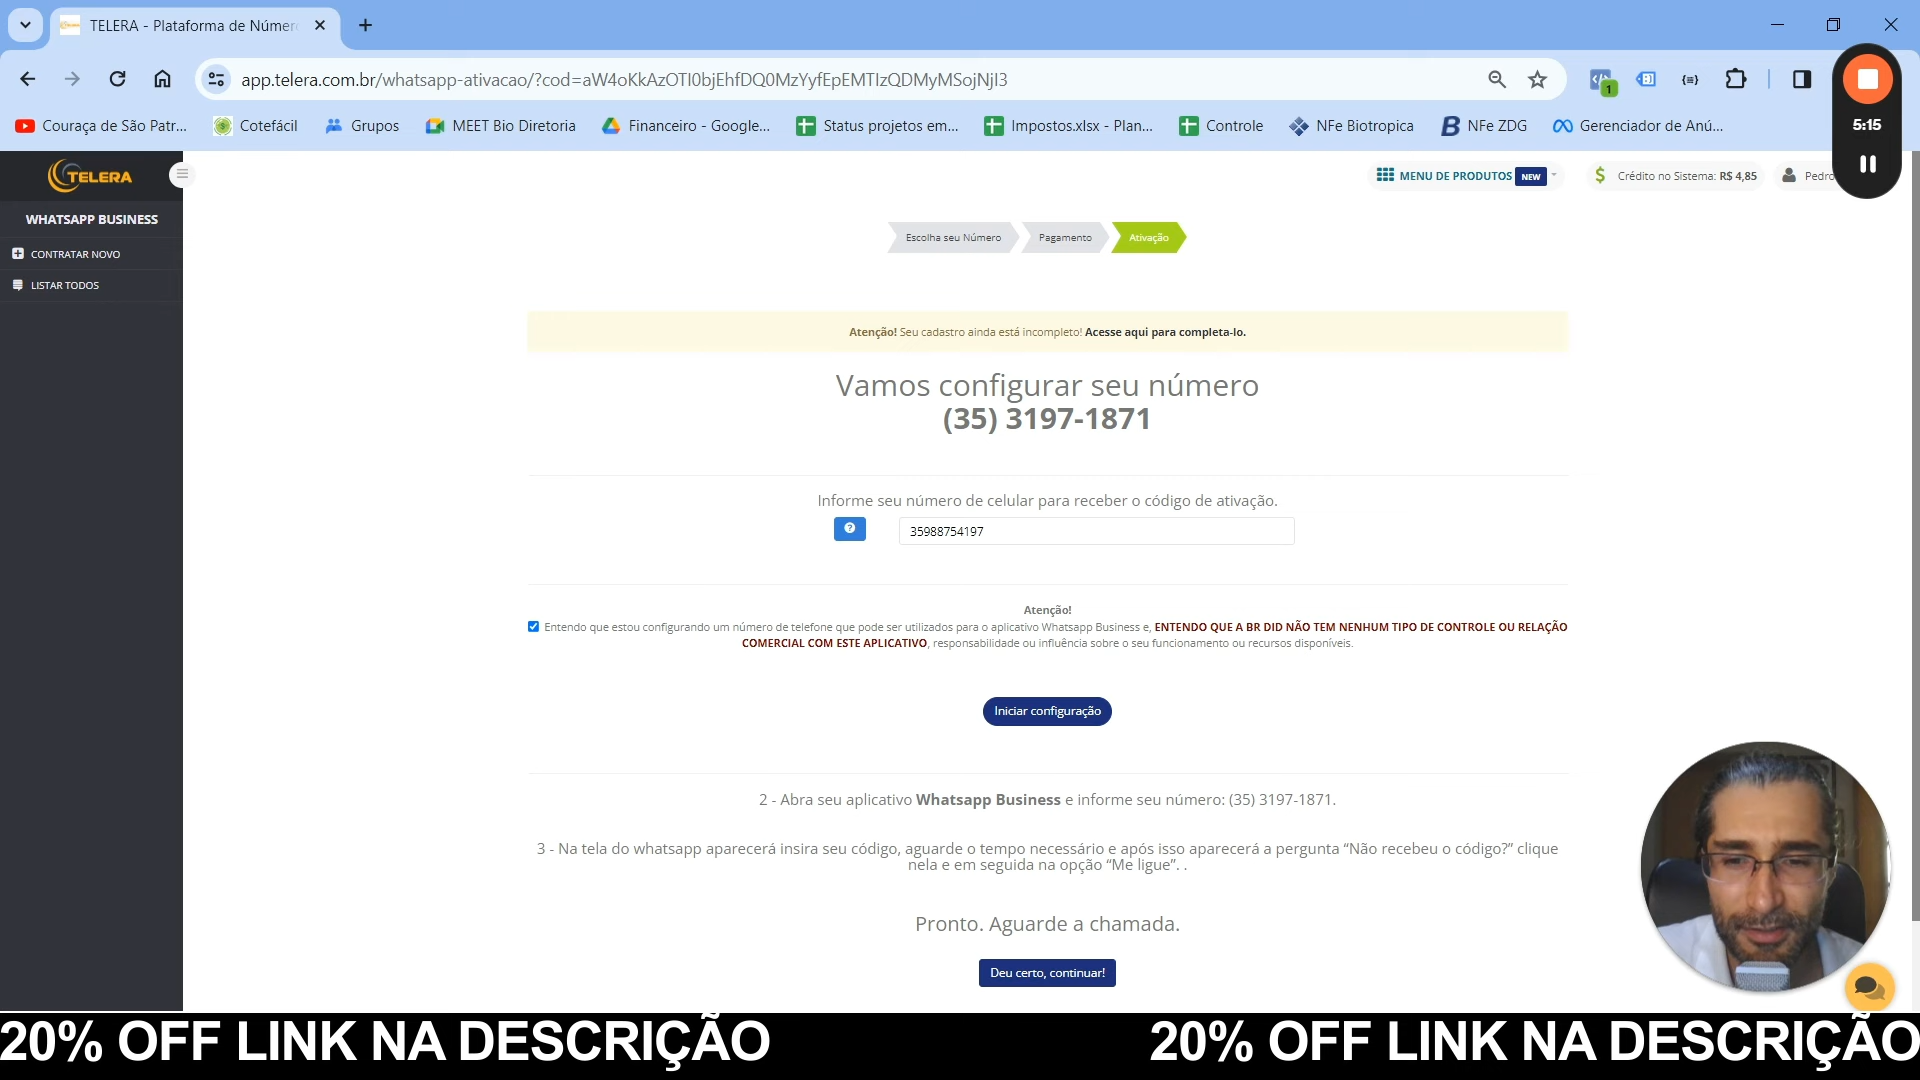 TELERA - Plataforma de Númer
app.telera.com.br/whatsapp-ativacao/?cod=aW4oKkAzOTI0bjEhfDQ0MzYyfEpEMTIzQDMyMSojNjI3
1
Couraça de São Patr...
Cotefácil
Grupos
MEET Bio Diretoria
Financeiro - Google...
Status projetos em...
Impostos.xlsx - Plan...
Controle
NFe Biotropica
NFe ZDG
Gerenciador de Anú...
5:15
TELERA
MENU DE PRODUTOS NEW
Crédito no Sistema: R$ 4,85
Pedro
WHATSAPP BUSINESS
CONTRATAR NOVO
LISTAR TODOS
Escolha seu Número
Pagamento
Ativação
Atenção! Seu cadastro ainda está incompleto! Acesse aqui para completa-lo.
Vamos configurar seu número
(35) 3197-1871
Informe seu número de celular para receber o código de ativação.
35988754197
Atenção!
Entendo que estou configurando um número de telefone que pode ser utilizados para o aplicativo Whatsapp Business e, ENTENDO QUE A BR DID NÃO TEM NENHUM TIPO DE CONTROLE OU RELAÇÃO
COMERCIAL COM ESTE APLICATIVO, responsabilidade ou influência sobre o seu funcionamento ou recursos disponíveis.
Iniciar configuração
2 - Abra seu aplicativo Whatsapp Business e informe seu número: (35) 3197-1871.
3 - Na tela do whatsapp aparecerá insira seu código, aguarde o tempo necessário e após isso aparecerá a pergunta “Não recebeu o código?” clique
nela e em seguida na opção “Me ligue”. .
Pronto. Aguarde a chamada.
Deu certo, continuar!
20% OFF LINK NA DESCRIÇÃO
20% OFF LINK NA DESCRIÇÃO